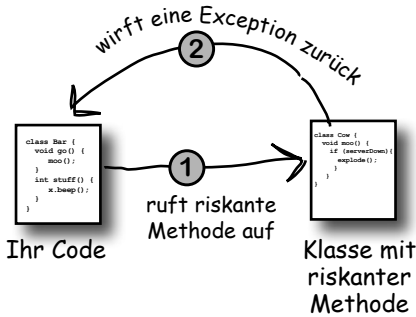 wirft eine Exception zurück
2
class Bar {
void go() {
moo();
}
int stuff() {
x.beep();
}
}
1
class Cow {
void moo() {
if (serverDown){
explode();
}
}
}
ruft riskante
Methode auf
Ihr Code
Klasse mit
riskanter
Methode